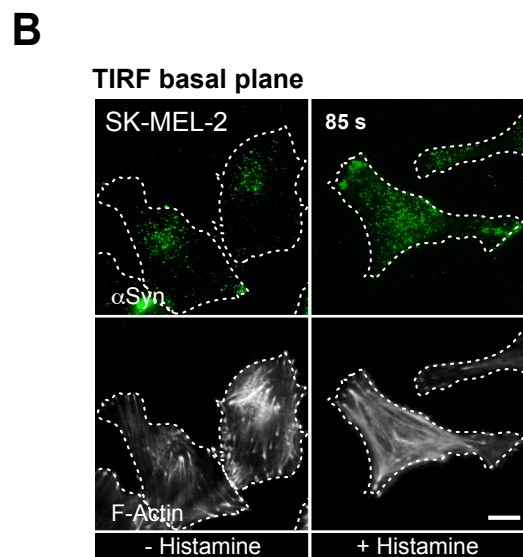 B
TIRF basal plane
SK-MEL-2
85 s
αSyn
F-Actin
- Histamine
+ Histamine